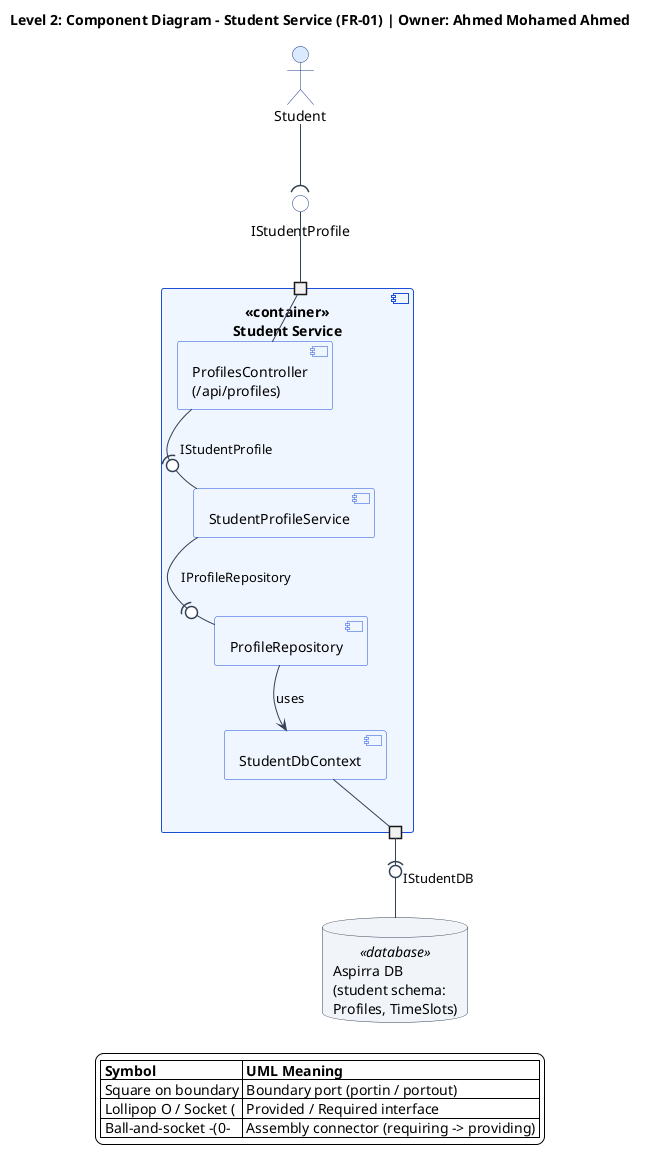 Level 2: Component Diagram - Student Service (FR-01) | Owner: Ahmed Mohamed Ahmed
Student
IStudentProfile
«container»
Student Service
ProfilesController
(/api/profiles)
IStudentProfile
StudentProfileService
IProfileRepository
ProfileRepository
uses
StudentDbContext
IStudentDB
«database»
Aspirra DB
(student schema:
Profiles, TimeSlots)
Symbol UML Meaning
Square on boundary Boundary port (portin / portout)
Lollipop O / Socket ( Provided / Required interface
Ball-and-socket -(0- Assembly connector (requiring -> providing)